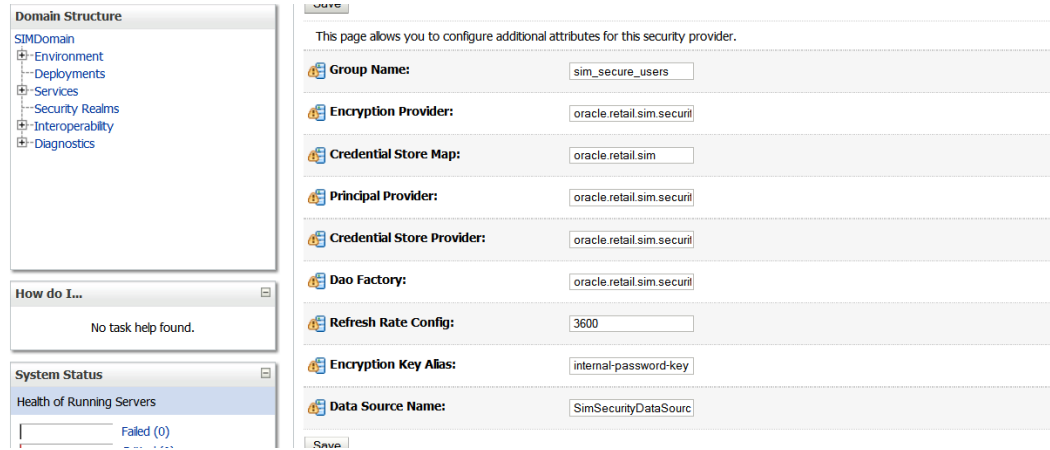 Domain Structure
SIMDomain
Environment
Deployments
Services
Security Realms
Interoperability
Diagnostics
How do I...
No task help found.
System Status
Health of Running Servers
Failed (0)
Save
This page allows you to configure additional attributes for this security provider.
Group Name: sim_secure_users
Encryption Provider: oracle.retail.sim.securit
Credential Store Map: oracle.retail.sim
Principal Provider: oracle.retail.sim.securit
Credential Store Provider: oracle.retail.sim.securit
Dao Factory: oracle.retail.sim.securit
Refresh Rate Config: 3600
Encryption Key Alias: internal-password-key
Data Source Name: SimSecurityDataSourc
Save